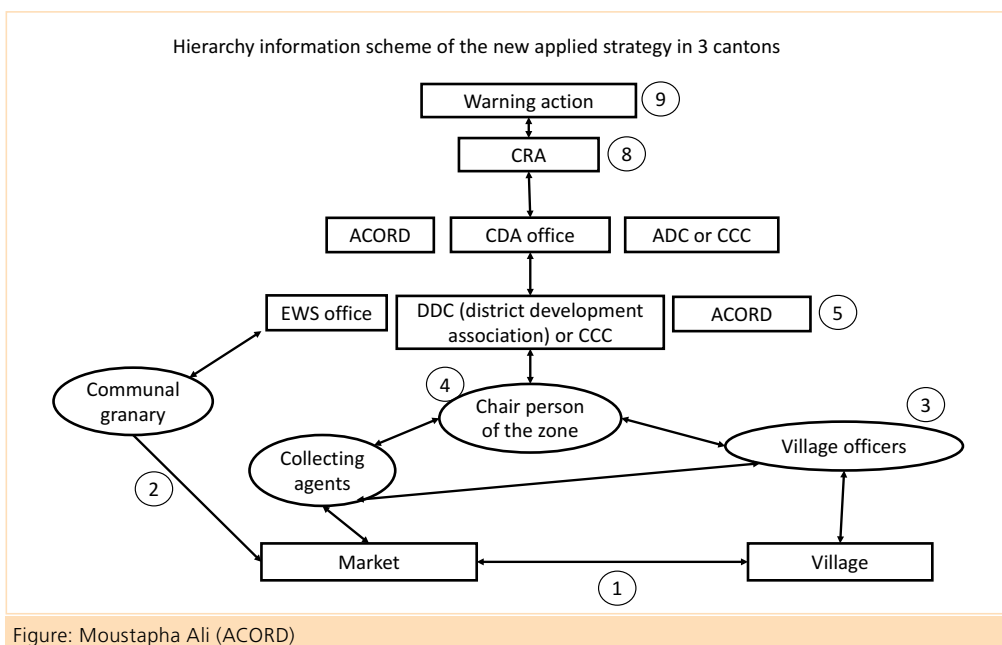 Hierarchy information scheme of the new applied strategy in 3 cantons
Warning action
9
CRA
8
ACORD
CDA office
ADC or CCC
EWS office
DDC (district development
association) or CCC
ACORD
5
Communal
granary
4
Chair person
of the zone
3
Village officers
Collecting
agents
2
Market
Village
1
Figure: Moustapha Ali (ACORD)